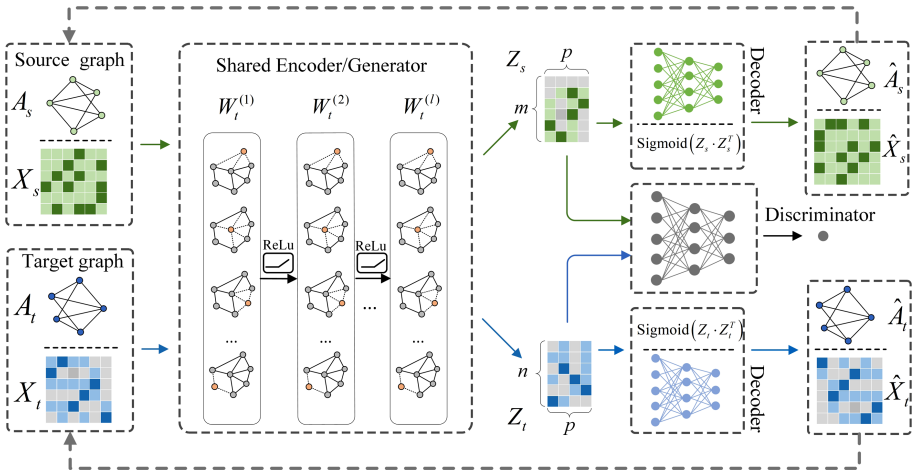 Source graph
A_s
X_s
Target graph
A_t
X_t
Shared Encoder/Generator
W_t^{(1)}
W_t^{(2)}
W_t^{(l)}
ReLu
ReLu
...
...
...
...
Z_s
p
m
n
Z_t
p
Sigmoid(Z_s · Z_s^T)
Decoder
Discriminator
Sigmoid(Z_t · Z_t^T)
Decoder
Â_s
X̂_s
Â_t
X̂_t